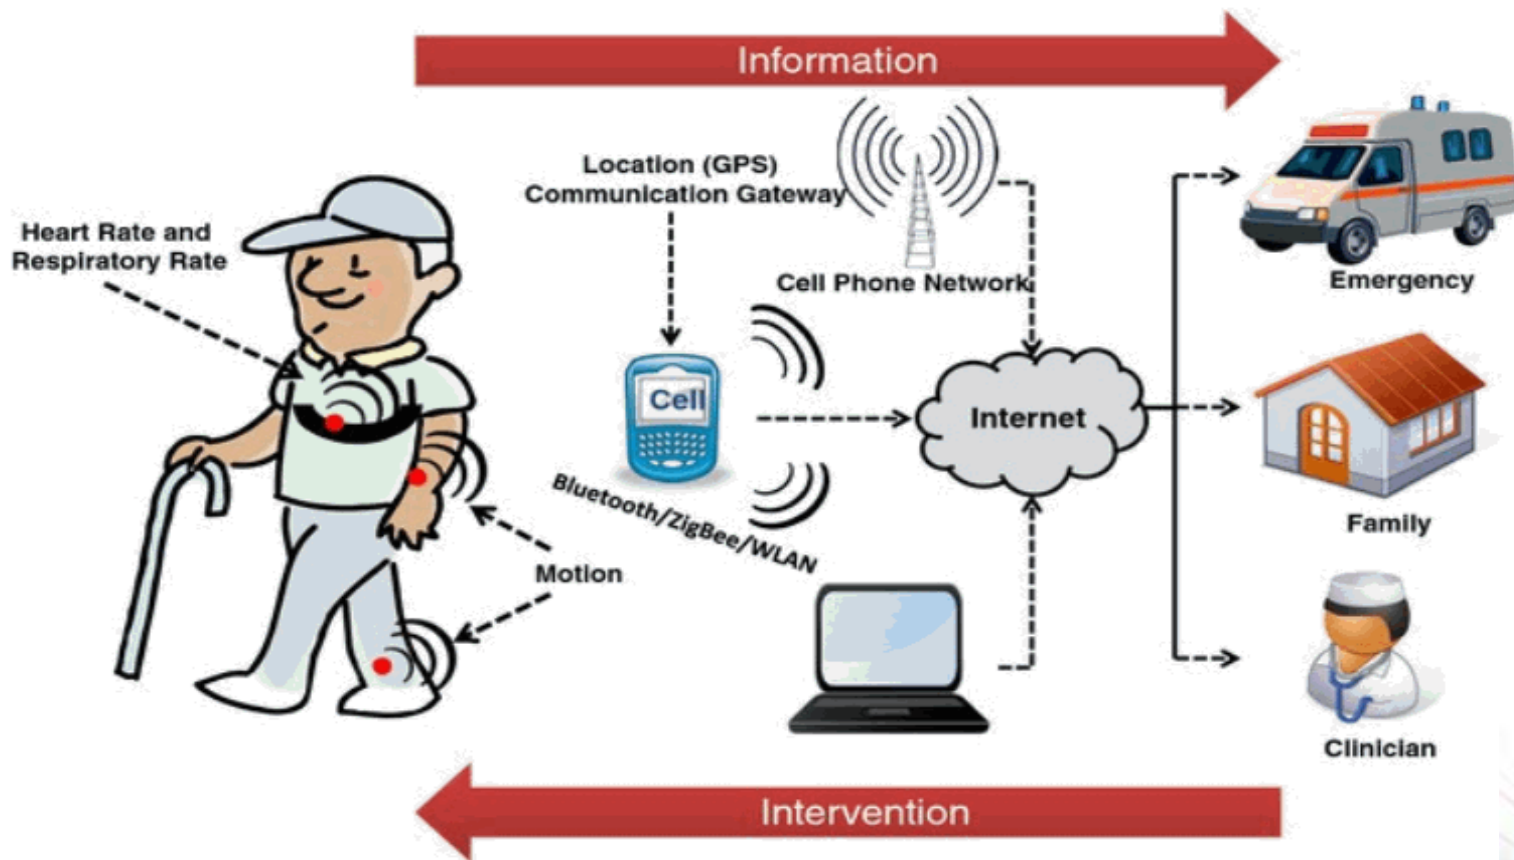 Information
Location (GPS)
Communication Gateway
Heart Rate and
Respiratory Rate
Cell Phone Network
Emergency
Cell
Internet
Bluetooth/ZigBee/WLAN
Family
Motion
Clinician
Intervention